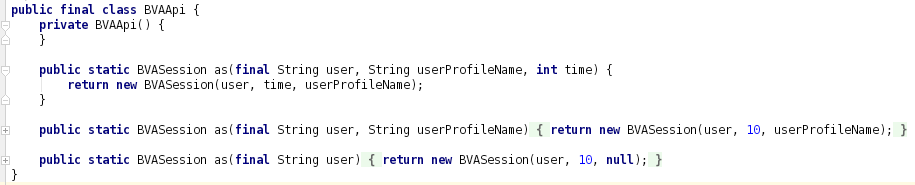 public final class BVAApi {
    private BVAApi() {
    }
    public static BVASession as(final String user, String userProfileName, int time) {
        return new BVASession(user, time, userProfileName);
    }
    public static BVASession as(final String user, String userProfileName) { return new BVASession(user, 10, userProfileName); }
    public static BVASession as(final String user) { return new BVASession(user, 10, null); }
}